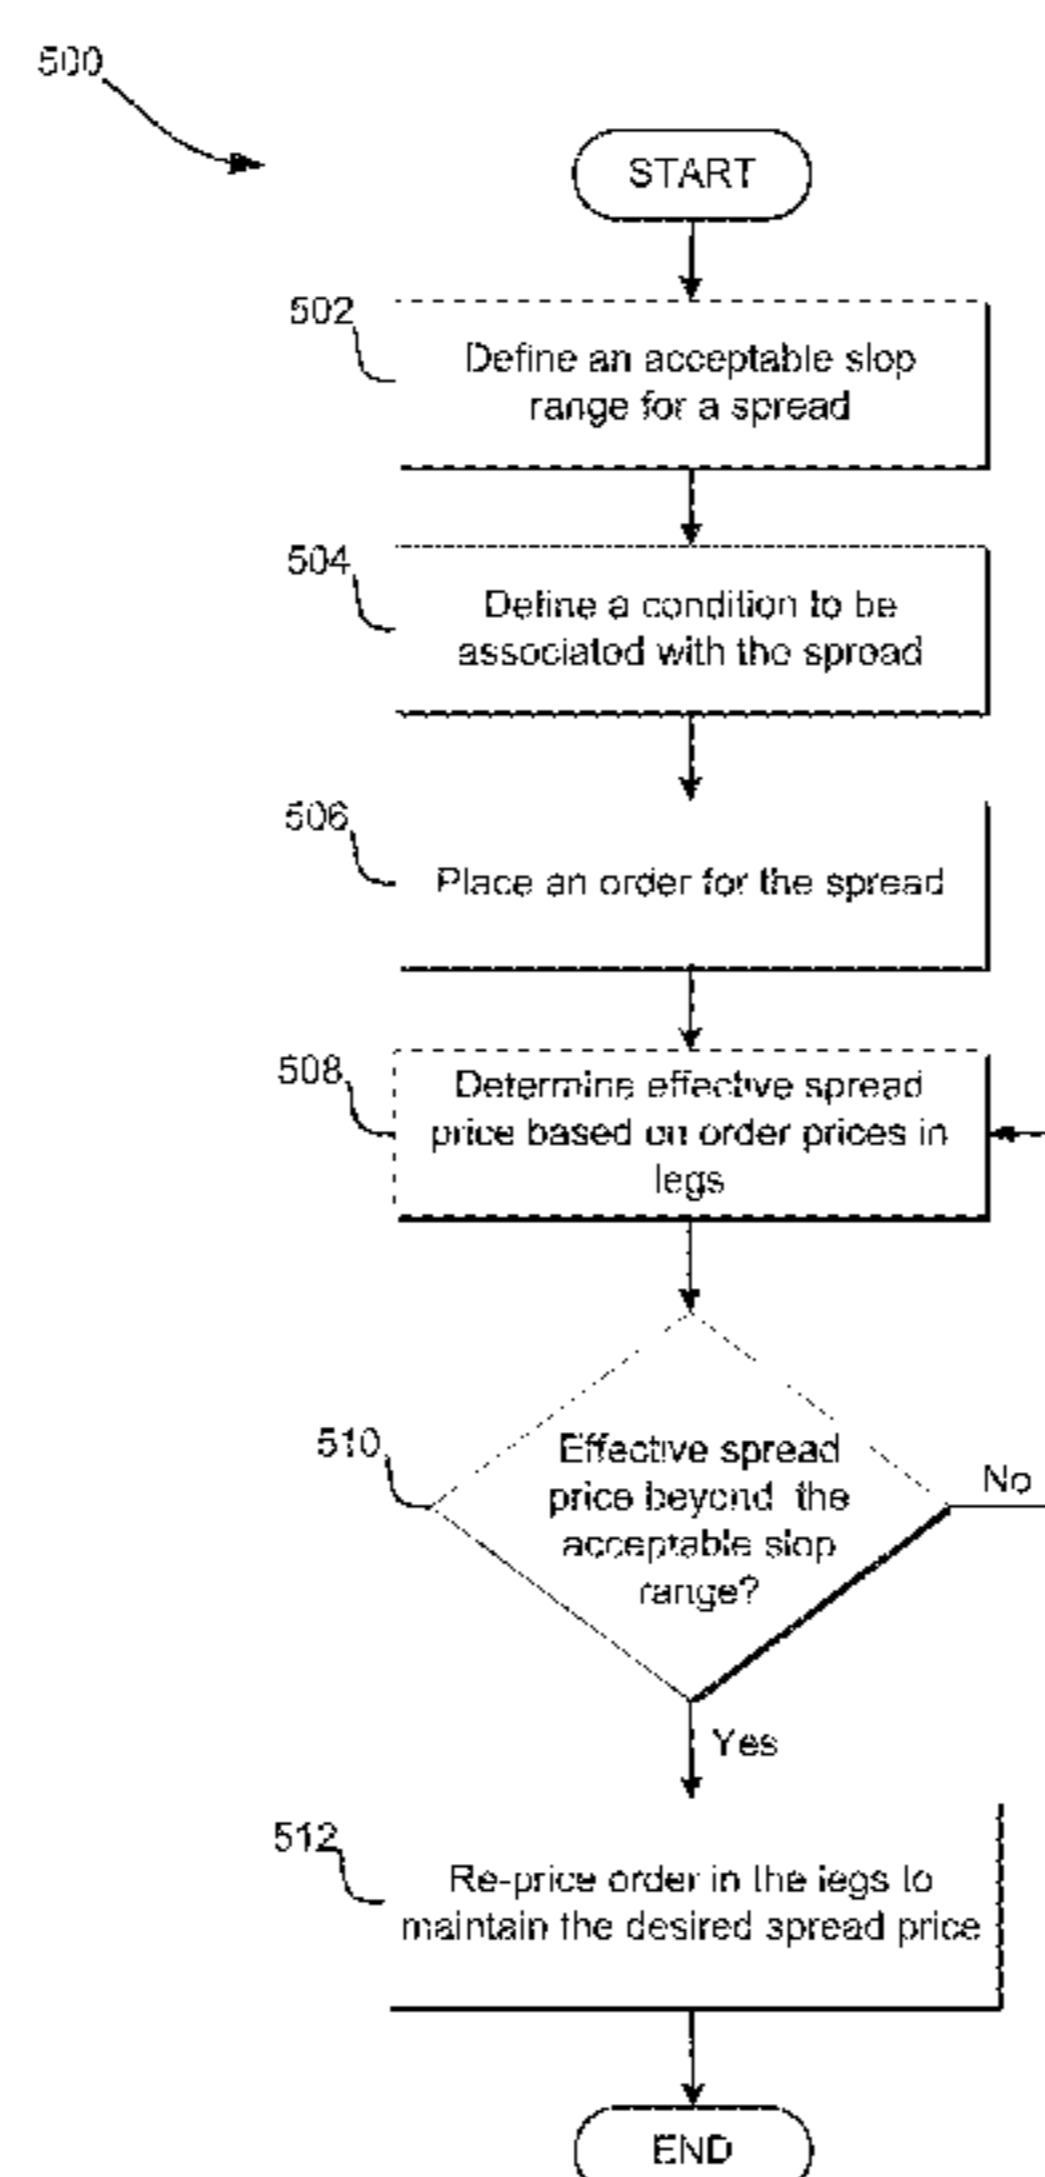 500
START
502
Define an acceptable slop
range for a spread
504
Define a condition to be
associated with the spread
506
Place an order for the spread
508
Determine effective spread
price based on order prices in
legs
510
Effective spread
price beyond the
acceptable slop
range?
No
Yes
512
Re-price order in the legs to
maintain the desired spread price
END